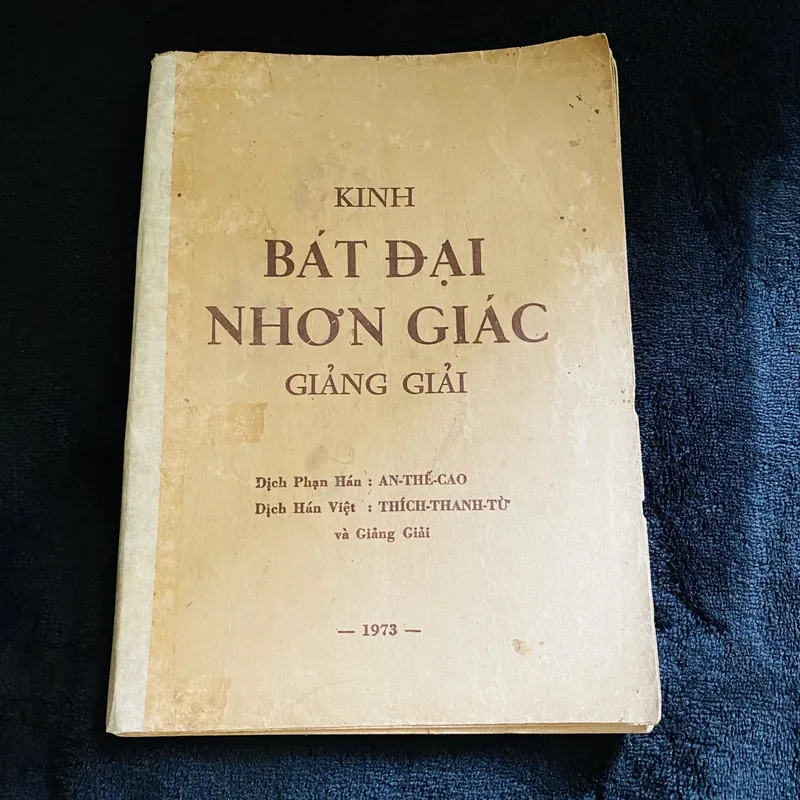 KINH
BÁT ĐẠI
NHƠN GIÁC
GIẢNG GIẢI
Dịch Phạn Hán : AN-THẾ-CAO
Dịch Hán Việt : THÍCH-THANH-TỪ
và Giảng Giải
— 1973 —